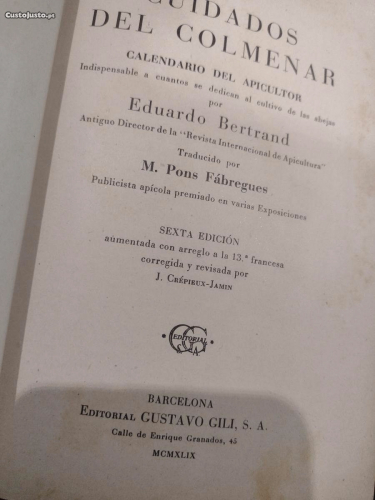 CustoJusto.pt
CUIDADOS
DEL COLMENAR
CALENDARIO DEL APICULTOR
Indispensable a cuantos se dedican al cultivo de las abejas
por
Eduardo Bertrand
Antiguo Director de la "Revista Internacional de Apicultura"
Traducido por
M. Pons Fábregues
Publicista apícola premiado en varias Exposiciones
SEXTA EDICIÓN
aumentada con arreglo a la 13.ª francesa
corregida y revisada por
J. Crépieux-Jamin
EDITORIAL
BARCELONA
Editorial GUSTAVO GILI, S. A.
Calle de Enrique Granados, 45
MCMXLIX